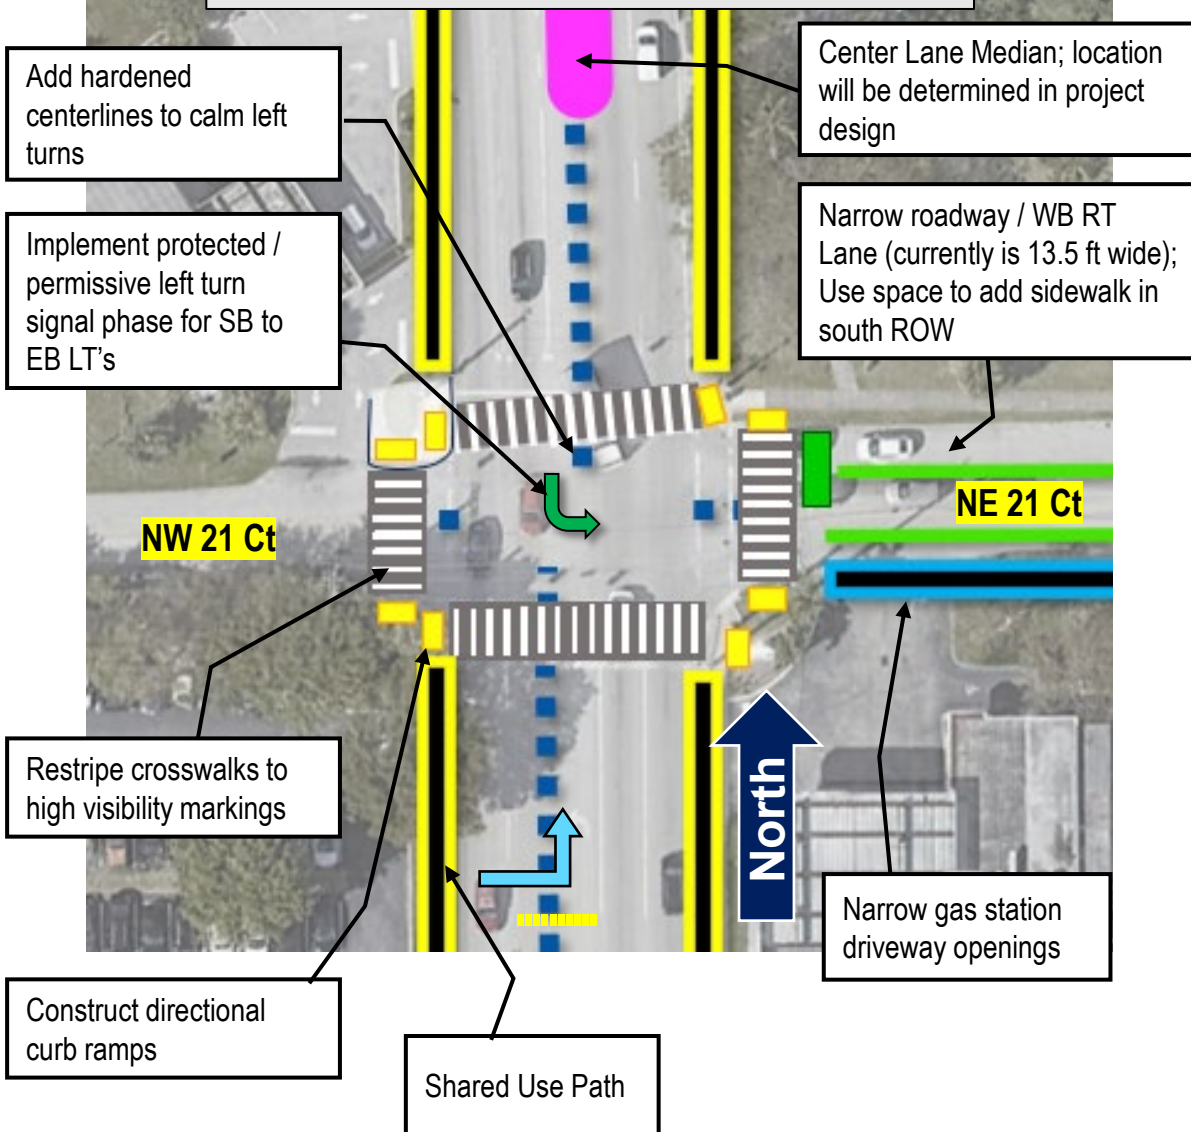 Add hardened
centerlines to calm left
turns
Center Lane Median; location
will be determined in project
design
Implement protected /
permissive left turn
signal phase for SB to
EB LT’s
Narrow roadway / WB RT
Lane (currently is 13.5 ft wide);
Use space to add sidewalk in
south ROW
NW 21 Ct
NE 21 Ct
North
Restripe crosswalks to
high visibility markings
Narrow gas station
driveway openings
Construct directional
curb ramps
Shared Use Path